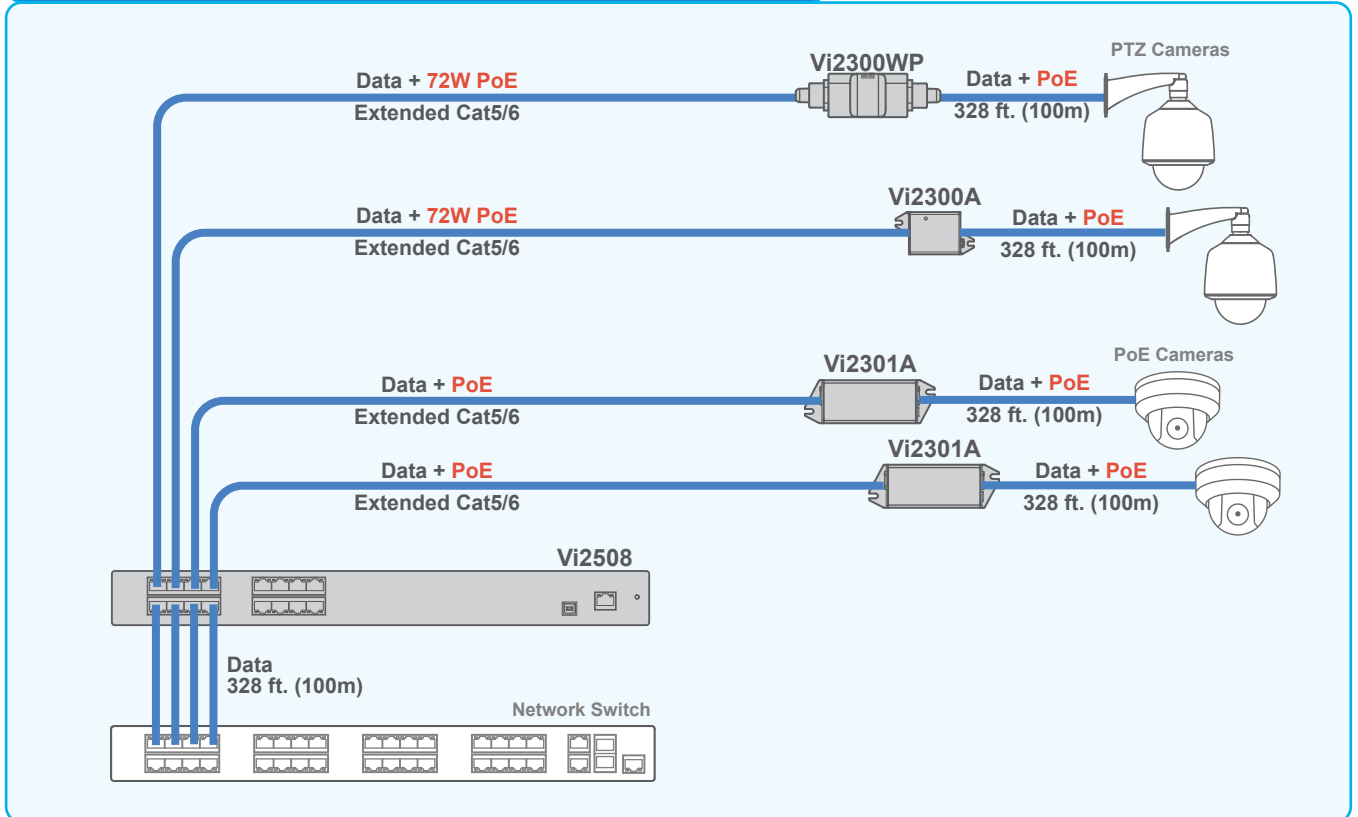 PTZ Cameras
Vi2300WP
Data + 72W PoE
Extended Cat5/6
Data + PoE
328 ft. (100m)
Vi2300A
Data + 72W PoE
Extended Cat5/6
Data + PoE
328 ft. (100m)
PoE Cameras
Vi2301A
Data + PoE
Extended Cat5/6
Data + PoE
328 ft. (100m)
Vi2301A
Data + PoE
Extended Cat5/6
Data + PoE
328 ft. (100m)
Vi2508
Data
328 ft. (100m)
Network Switch